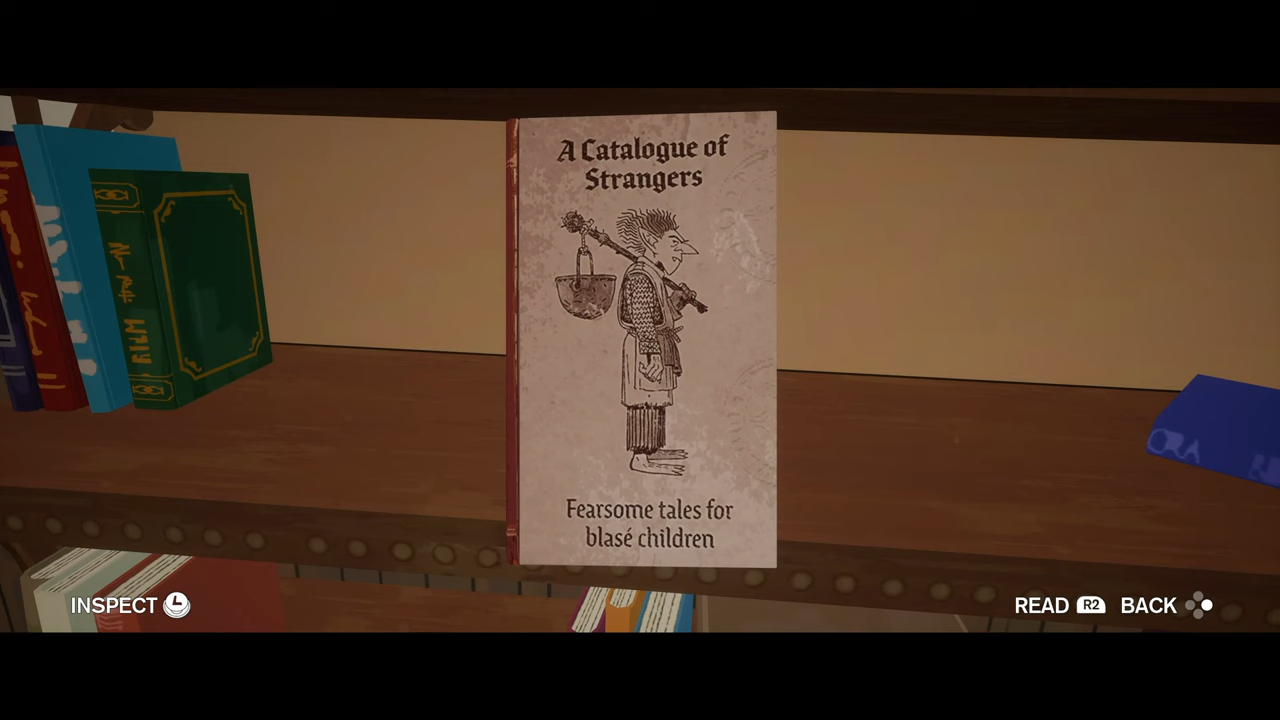 A Catalogue of
Strangers
Fearsome tales for
blasé children
INSPECT L
READ R2 BACK